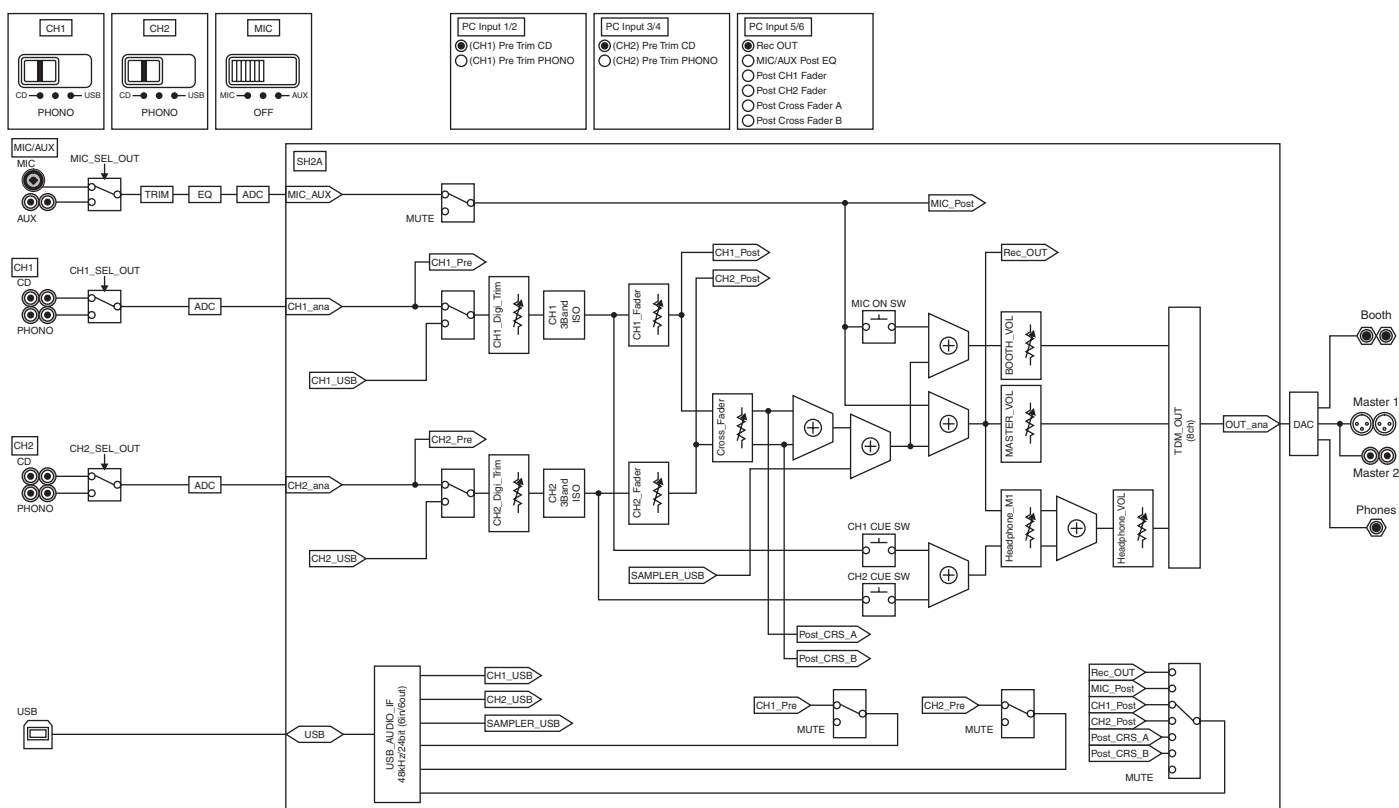 CH1
CD
USB
PHONO
CH2
CD
USB
PHONO
MIC
MIC
AUX
OFF
PC Input 1/2
(CH1) Pre Trim CD
(CH1) Pre Trim PHONO
PC Input 3/4
(CH2) Pre Trim CD
(CH2) Pre Trim PHONO
PC Input 5/6
Rec OUT
MIC/AUX Post EQ
Post CH1 Fader
Post CH2 Fader
Post Cross Fader A
Post Cross Fader B
MIC/AUX
MIC
AUX
MIC_SEL_OUT
TRIM
EQ
ADC
SH2A
MIC_AUX
MUTE
MIC_Post
CH1
CD
PHONO
CH1_SEL_OUT
ADC
CH1_ana
CH1_Pre
CH1_USB
CH1_Digi_Trim
CH1
3Band
ISO
CH1_Fader
CH1_Post
CH2_Post
Rec_OUT
MIC ON SW
BOOTH_VOL
MASTER_VOL
Cross_Fader
TDM_OUT
(8ch)
OUT_ana
DAC
Booth
Master 1
Master 2
Phones
CH2
CD
PHONO
CH2_SEL_OUT
ADC
CH2_ana
CH2_Pre
CH2_USB
CH2_Digi_Trim
CH2
3Band
ISO
CH2_Fader
SAMPLER_USB
CH1 CUE SW
CH2 CUE SW
Headphone_M1
Headphone_VOL
Post_CRS_A
Post_CRS_B
USB
USB
USB_AUDIO_IF
48kHz/24bit (6in/6out)
CH1_USB
CH2_USB
SAMPLER_USB
CH1_Pre
MUTE
CH2_Pre
MUTE
Rec_OUT
MIC_Post
CH1_Post
CH2_Post
Post_CRS_A
Post_CRS_B
MUTE